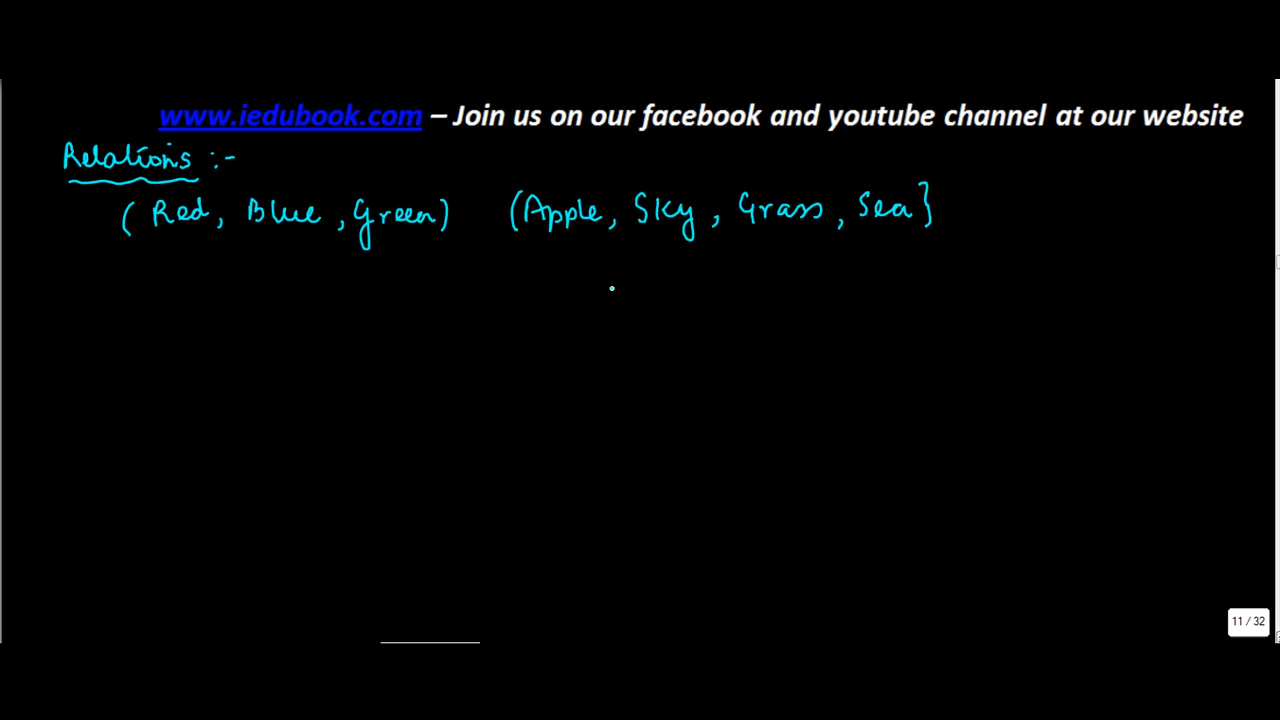 www.iedubook.com – Join us on our facebook and youtube channel at our website
Relations :-
( Red, Blue, Green) (Apple, Sky, Grass, Sea}
11 / 32